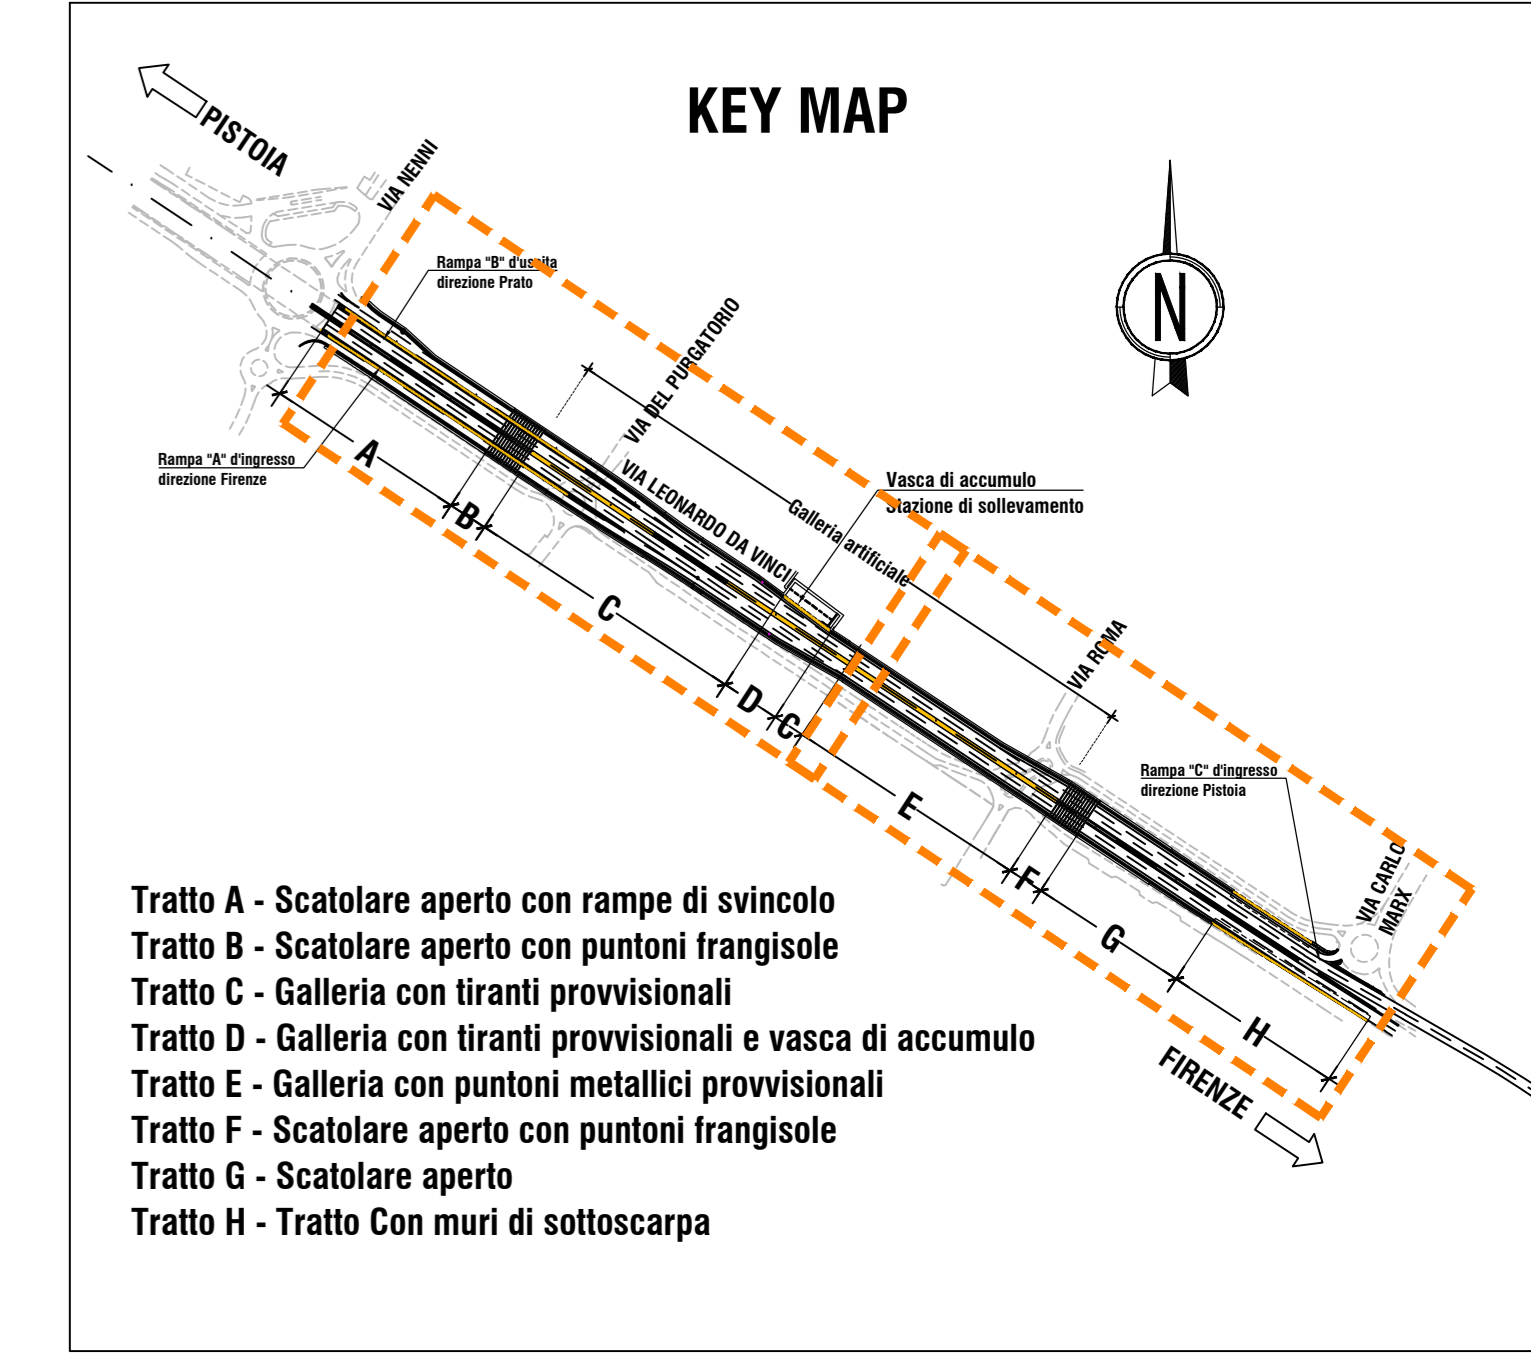 KEY MAP
PISTOIA
VIA NENNI
Rampa "B" d'uscita
direzione Prato
N
VIA DEL PURGATORIO
Rampa "A" d'ingresso
direzione Firenze
A
B
C
D
C
E
F
G
H
VIA LEONARDO DA VINCI
Galleria artificiale
Vasca di accumulo
Stazione di sollevamento
VIA ROMA
Rampa "C" d'ingresso
direzione Pistoia
VIA CARLO
MARX
FIRENZE
Tratto A - Scatolare aperto con rampe di svincolo
Tratto B - Scatolare aperto con puntoni frangisole
Tratto C - Galleria con tiranti provvisionali
Tratto D - Galleria con tiranti provvisionali e vasca di accumulo
Tratto E - Galleria con puntoni metallici provvisionali
Tratto F - Scatolare aperto con puntoni frangisole
Tratto G - Scatolare aperto
Tratto H - Tratto Con muri di sottoscarpa